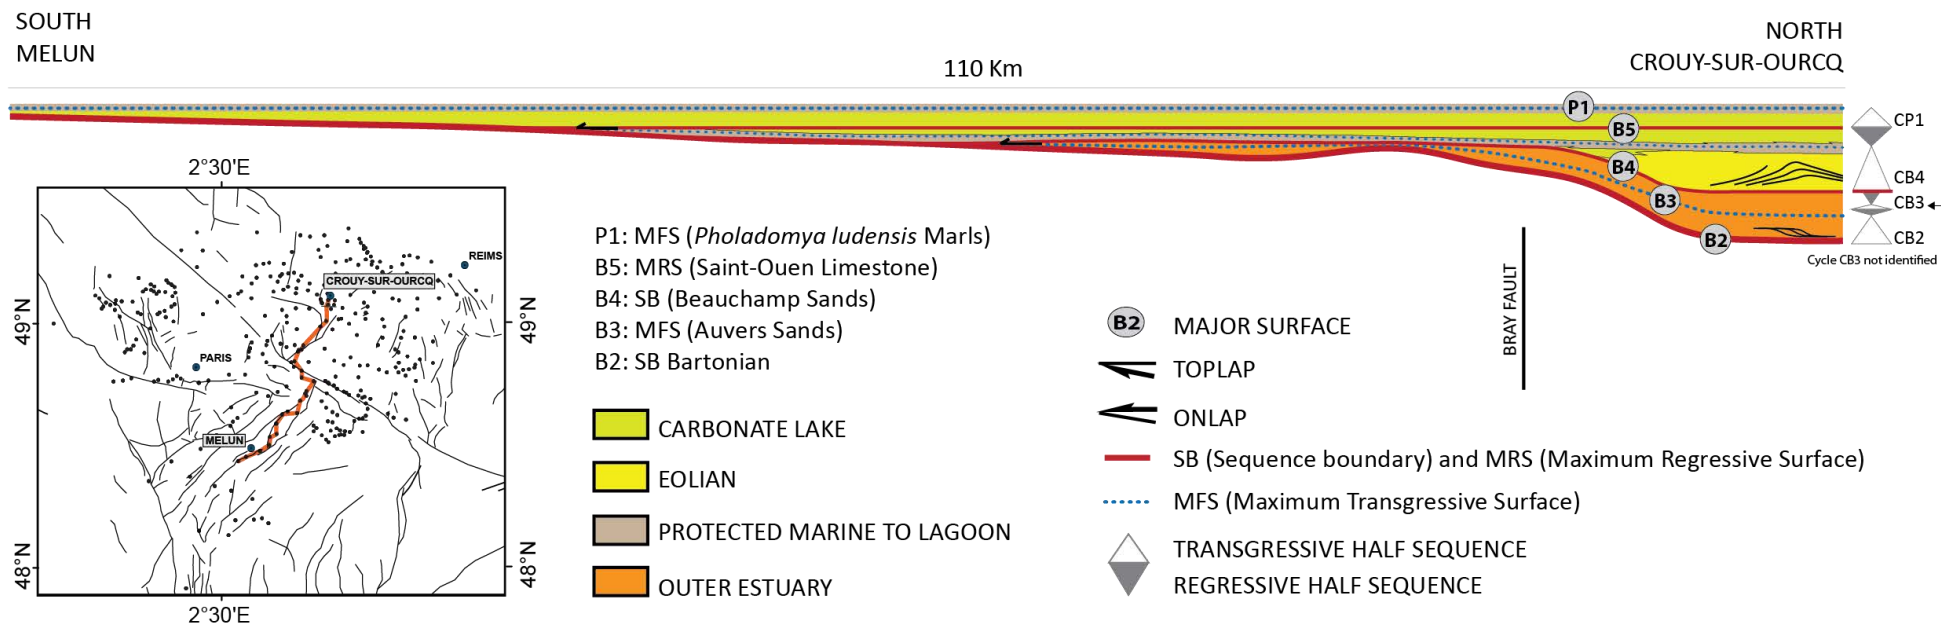 SOUTH
MELUN
110 Km
NORTH
CROUY-SUR-OURCQ
P1
B5
B4
B3
B2
CP1
CB4
CB3
CB2
Cycle CB3 not identified
2°30'E
49°N
48°N
49°N
48°N
2°30'E
REIMS
CROUY-SUR-OURCQ
PARIS
MELUN
P1: MFS (Pholadomya ludensis Marls)
B5: MRS (Saint-Ouen Limestone)
B4: SB (Beauchamp Sands)
B3: MFS (Auvers Sands)
B2: SB Bartonian
CARBONATE LAKE
EOLIAN
PROTECTED MARINE TO LAGOON
OUTER ESTUARY
BRAY FAULT
B2 MAJOR SURFACE
TOPLAP
ONLAP
SB (Sequence boundary) and MRS (Maximum Regressive Surface)
MFS (Maximum Transgressive Surface)
TRANSGRESSIVE HALF SEQUENCE
REGRESSIVE HALF SEQUENCE